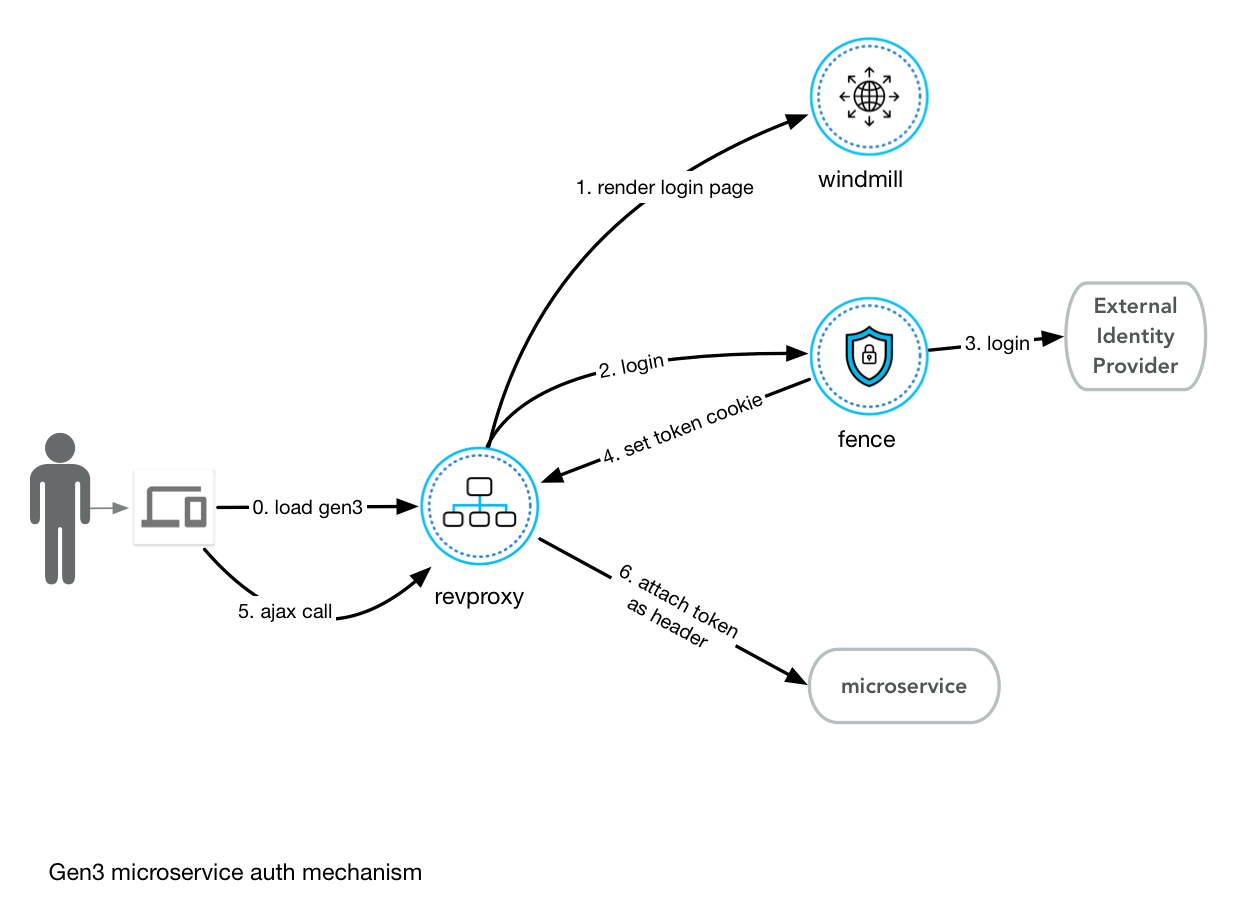 windmill
1. render login page
External
Identity
Provider
3. login
2. login
4. set token cookie
fence
0. load gen3
5. ajax call
revproxy
6. attach token
as header
microservice
Gen3 microservice auth mechanism